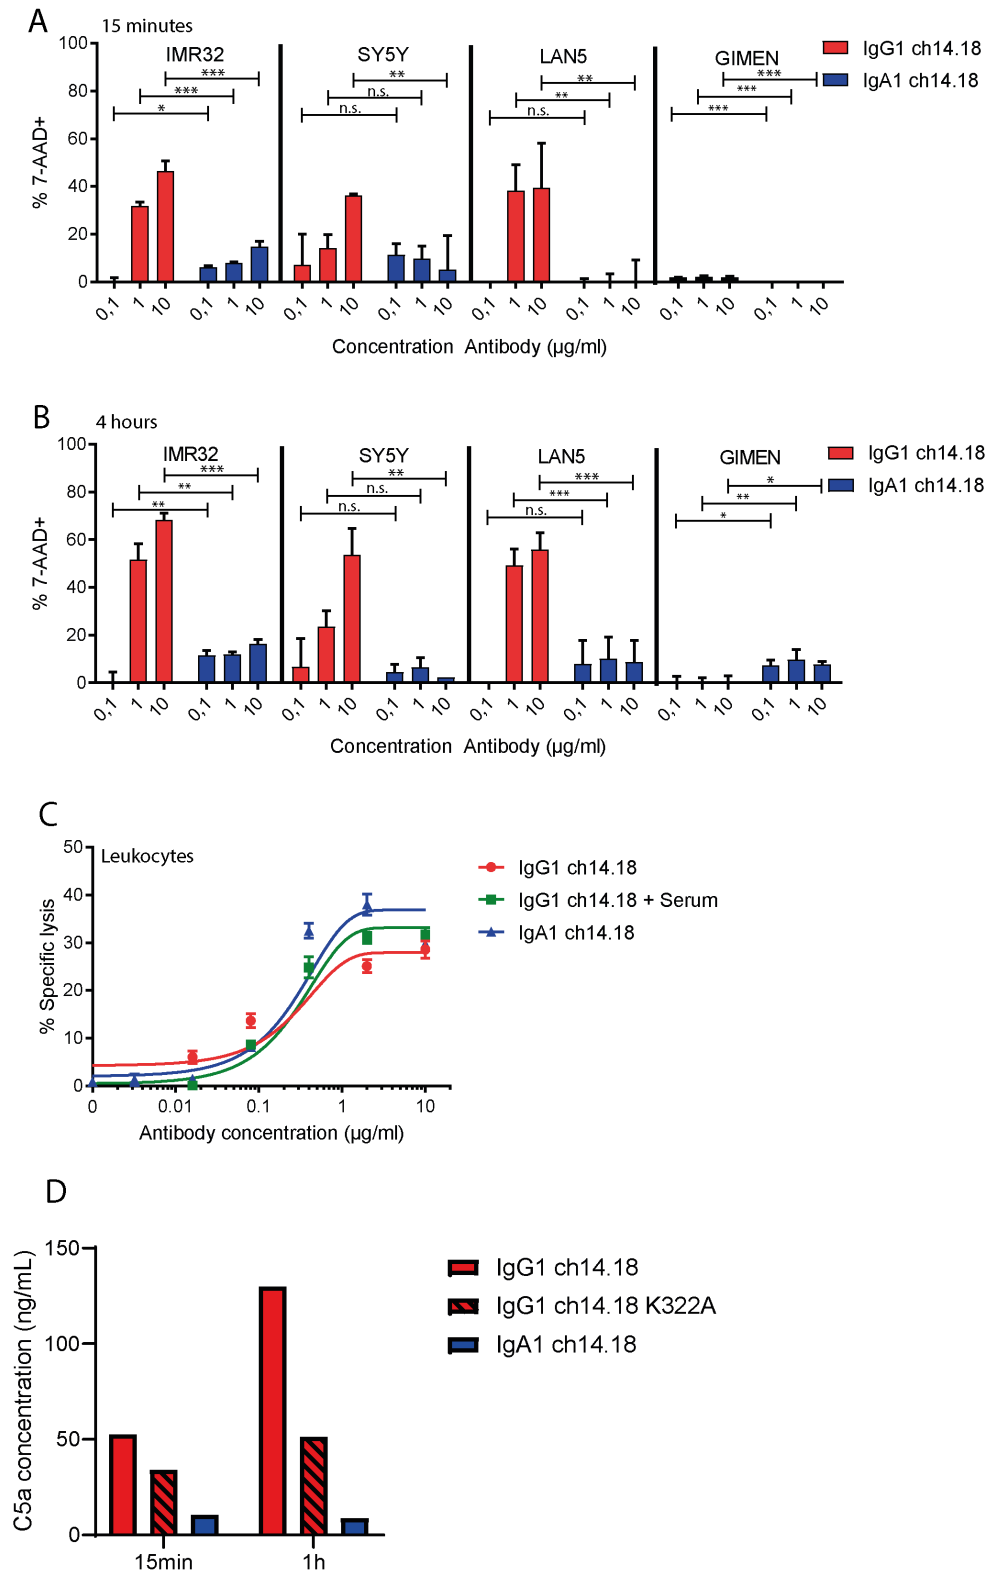 A
15 minutes
IMR32
SY5Y
LAN5
GIMEN
IgG1 ch14.18
IgA1 ch14.18
% 7-AAD+
100
80
60
40
20
0
*** ** ** ***
*** n.s. ** ***
* n.s. n.s. ***
0,1 1 10 0,1 1 10 0,1 1 10 0,1 1 10 0,1 1 10 0,1 1 10 0,1 1 10 0,1 1 10
Concentration Antibody (µg/ml)
B
4 hours
IMR32
SY5Y
LAN5
GIMEN
IgG1 ch14.18
IgA1 ch14.18
% 7-AAD+
100
80
60
40
20
0
*** ** *** *
** n.s. *** **
** n.s. n.s. *
0,1 1 10 0,1 1 10 0,1 1 10 0,1 1 10 0,1 1 10 0,1 1 10 0,1 1 10 0,1 1 10
Concentration Antibody (µg/ml)
C
Leukocytes
IgG1 ch14.18
IgG1 ch14.18 + Serum
IgA1 ch14.18
% Specific lysis
50
40
30
20
10
0
0 0.01 0.1 1 10
Antibody concentration (µg/ml)
D
IgG1 ch14.18
IgG1 ch14.18 K322A
IgA1 ch14.18
C5a concentration (ng/mL)
150
100
50
0
15min 1h